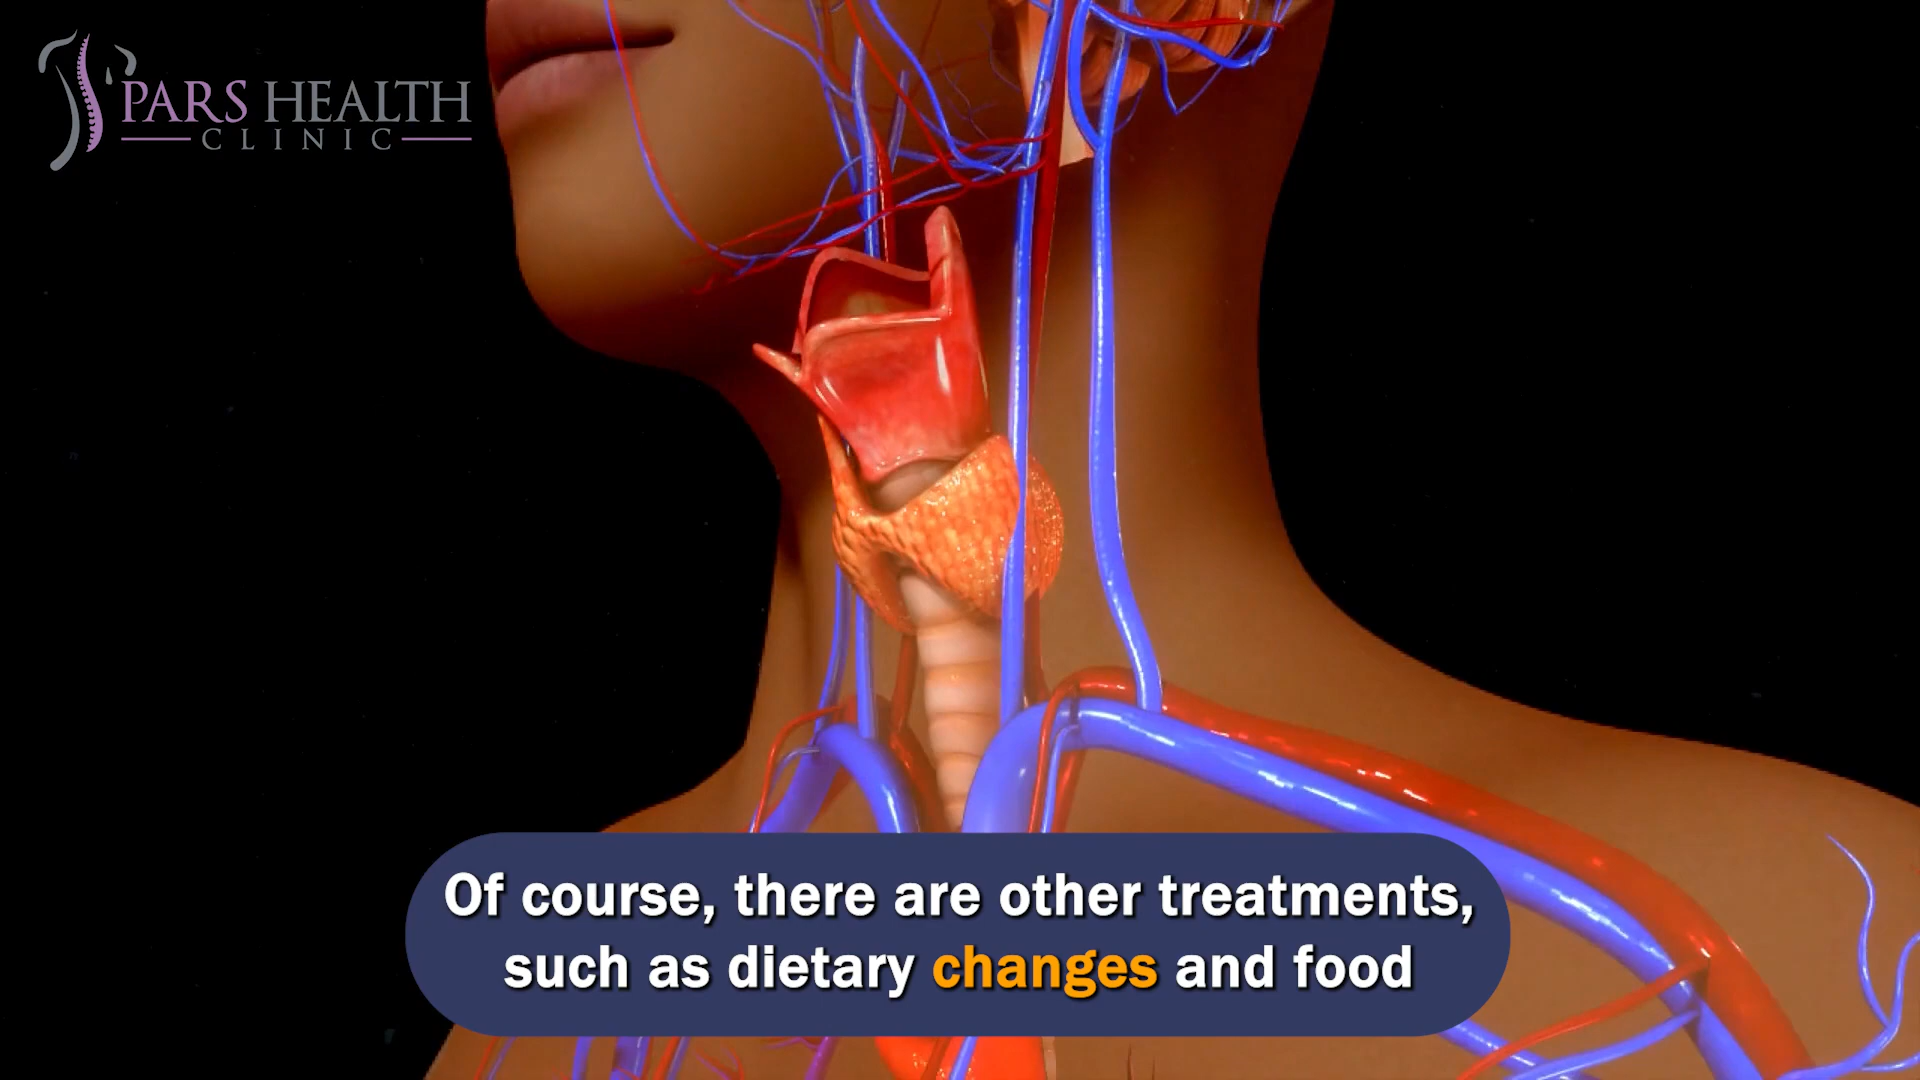 PARS HEALTH
CLINIC
Of course, there are other treatments,
such as dietary changes and food